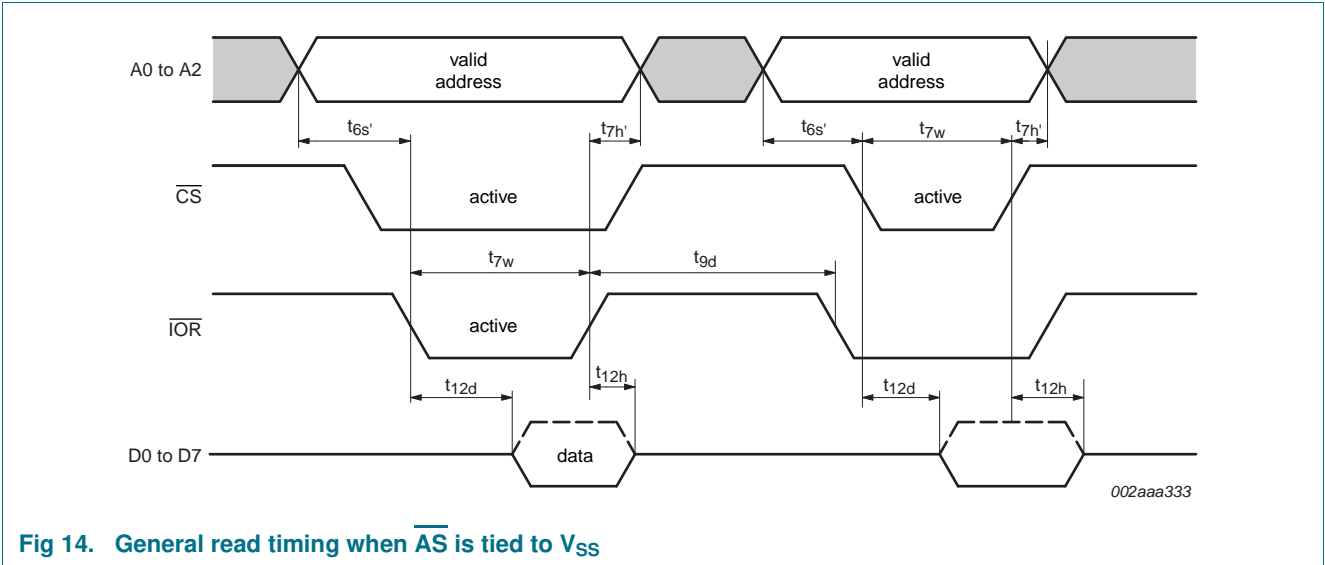 A0 to A2
valid
address
valid
address
t6s'
t7h'
t6s'
t7w
t7h'
CS
active
active
t7w
t9d
IOR
active
t12d
t12h
t12d
t12h
D0 to D7
data
002aaa333
Fig 14. General read timing when AS is tied to VSS